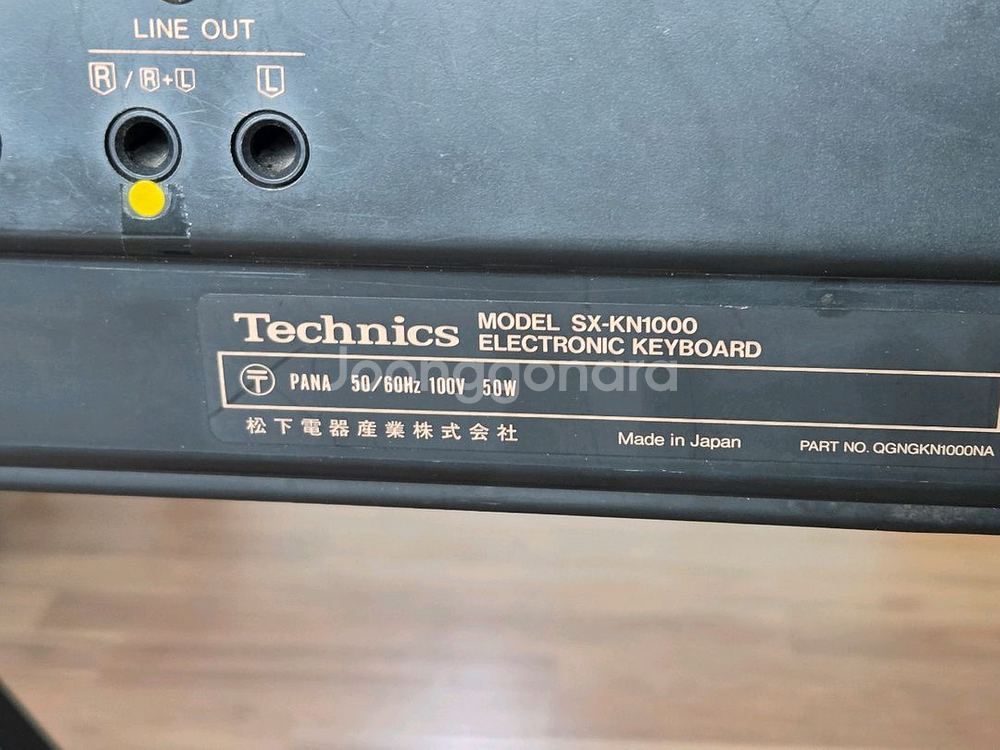 LINE OUT
R / R+L L
Technics MODEL SX-KN1000
ELECTRONIC KEYBOARD
〒 PANA 50/60Hz 100V 50W
松下電器産業株式会社 Made in Japan PART NO. QGNGKN1000NA
Joonggonara